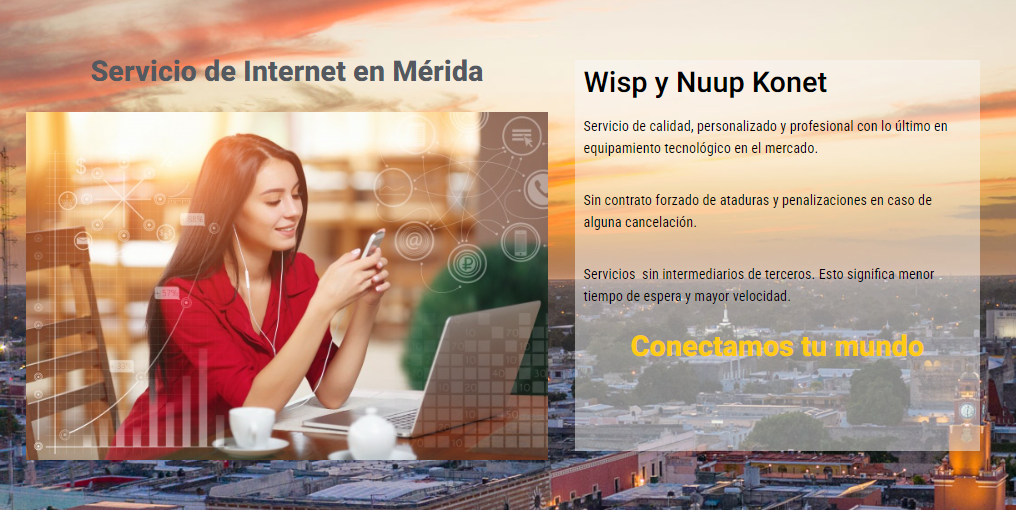 Servicio de Internet en Mérida
Wisp y Nuup Konet
Servicio de calidad, personalizado y profesional con lo último en
equipamiento tecnológico en el mercado.
Sin contrato forzado de ataduras y penalizaciones en caso de
alguna cancelación.
Servicios  sin intermediarios de terceros. Esto significa menor
tiempo de espera y mayor velocidad.
Conectamos tu mundo